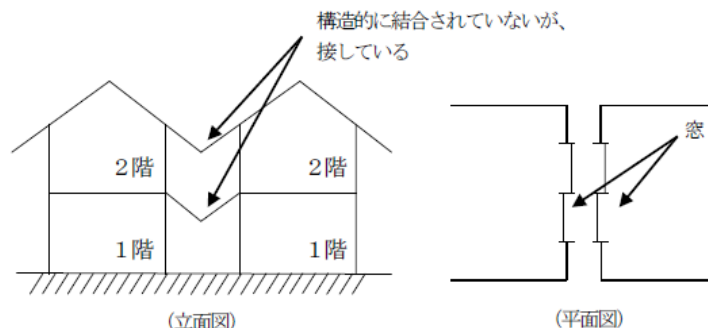 構造的に結合されていないが、
接している
窓
2階
2階
1階
1階
(立面図)
(平面図)